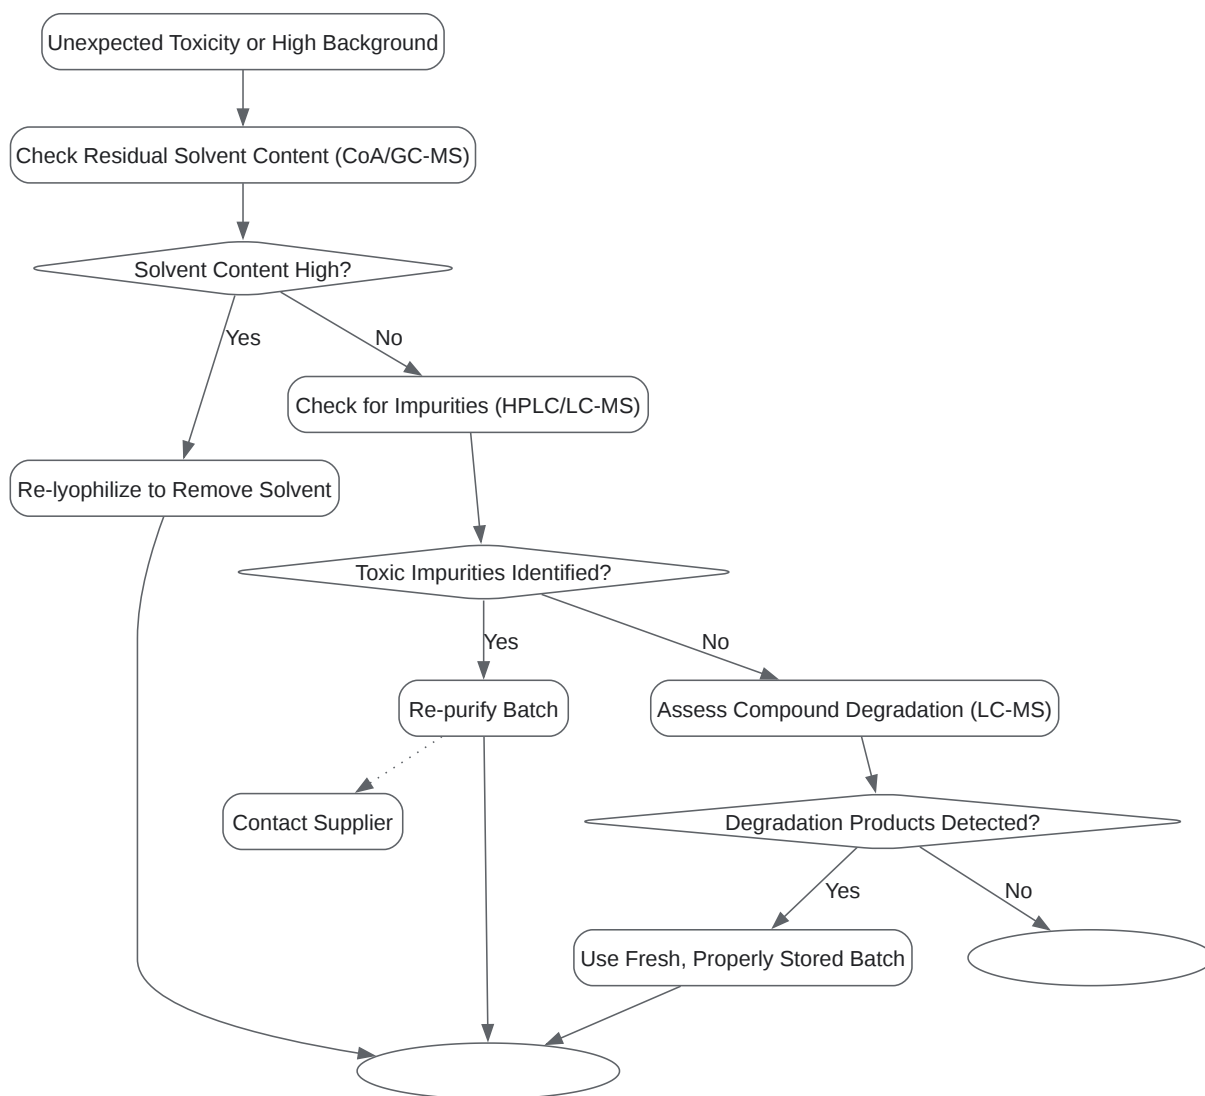 Unexpected Toxicity or High Background
Check Residual Solvent Content (CoA/GC-MS)
Solvent Content High?
Yes
No
Check for Impurities (HPLC/LC-MS)
Re-lyophilize to Remove Solvent
Toxic Impurities Identified?
Yes
No
Re-purify Batch
Assess Compound Degradation (LC-MS)
Contact Supplier
Degradation Products Detected?
Yes
No
Use Fresh, Properly Stored Batch